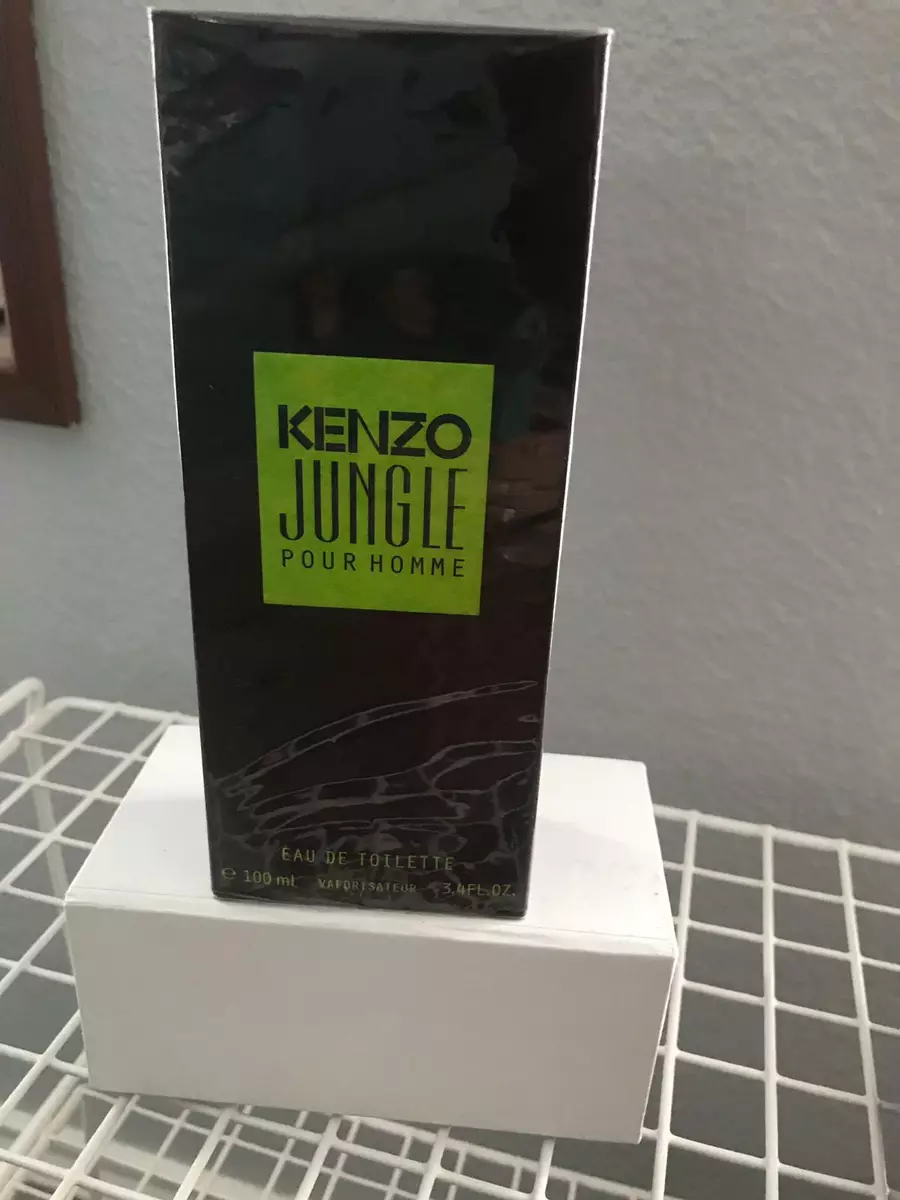 KENZO
JUNGLE
POUR HOMME
EAU DE TOILETTE
℮ 100 mL VAPORISATEUR 3.4FL.OZ.